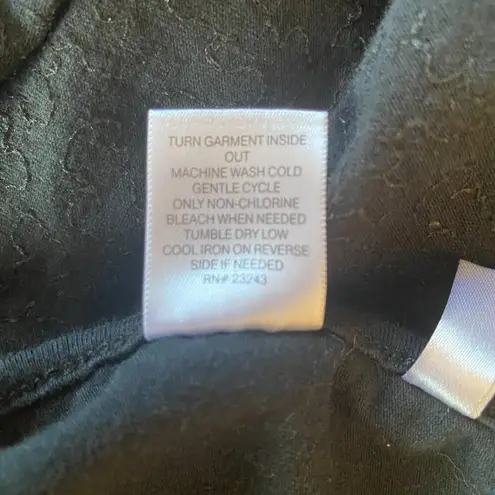 TURN GARMENT INSIDE
OUT
MACHINE WASH COLD
GENTLE CYCLE
ONLY NON-CHLORINE
BLEACH WHEN NEEDED
TUMBLE DRY LOW
COOL IRON ON REVERSE
SIDE IF NEEDED
RN# 23243